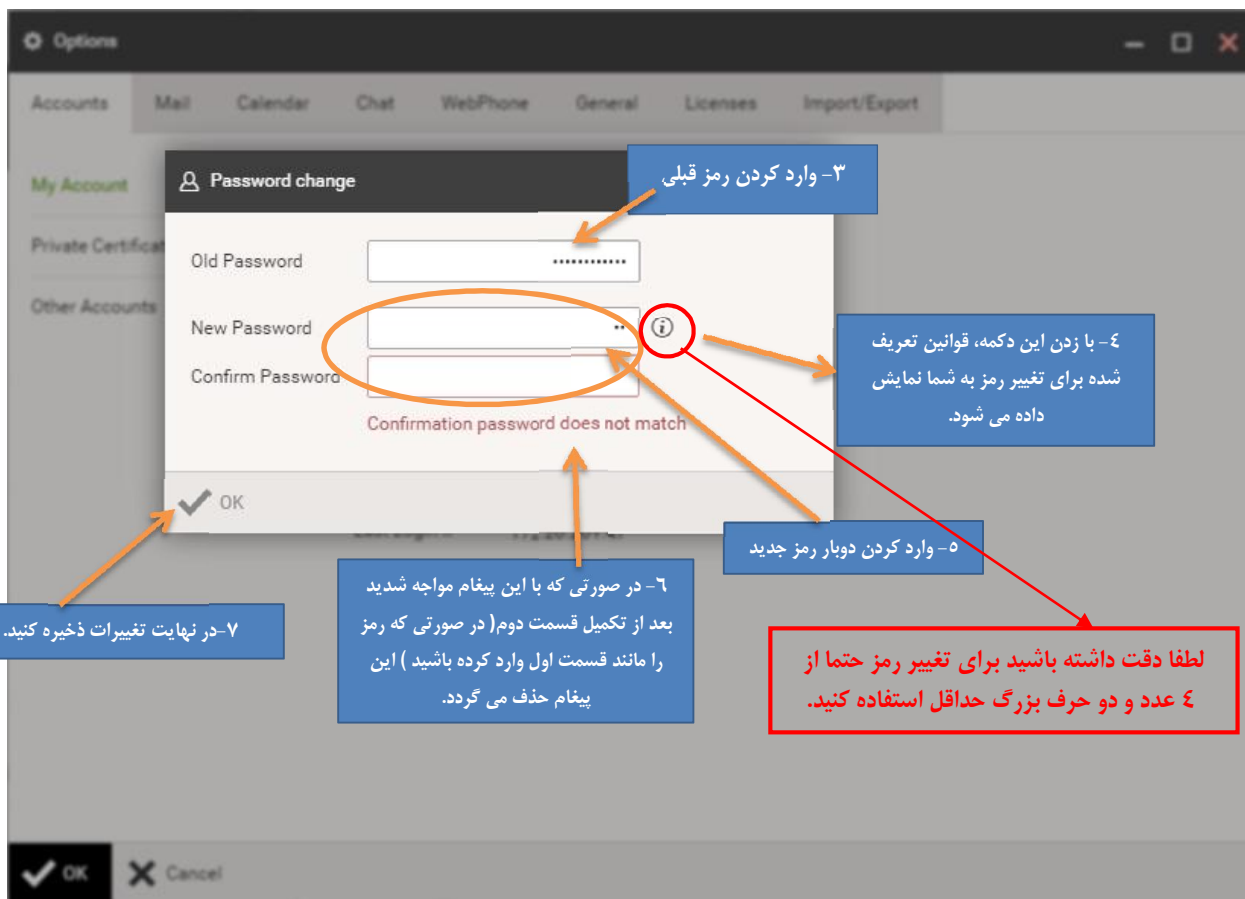 Options
Accounts Mail Calendar Chat WebPhone General Licenses Import/Export
My Account
Private Certificat
Other Accounts
Password change
۳- وارد کردن رمز قبلی
Old Password
New Password
Confirm Password
Confirmation password does not match
OK
٤- با زدن این دکمه، قوانین تعریف
شده برای تغییر رمز به شما نمایش
داده می شود.
٥- وارد کردن دوبار رمز جدید
٦- در صورتی که با این پیغام مواجه شدید
بعد از تکمیل قسمت دوم( در صورتی که رمز
را مانند قسمت اول وارد کرده باشید ) این
پیغام حذف می گردد.
۷-در نهایت تغییرات ذخیره کنید.
لطفا دقت داشته باشید برای تغییر رمز حتما از
٤ عدد و دو حرف بزرگ حداقل استفاده کنید.
OK Cancel